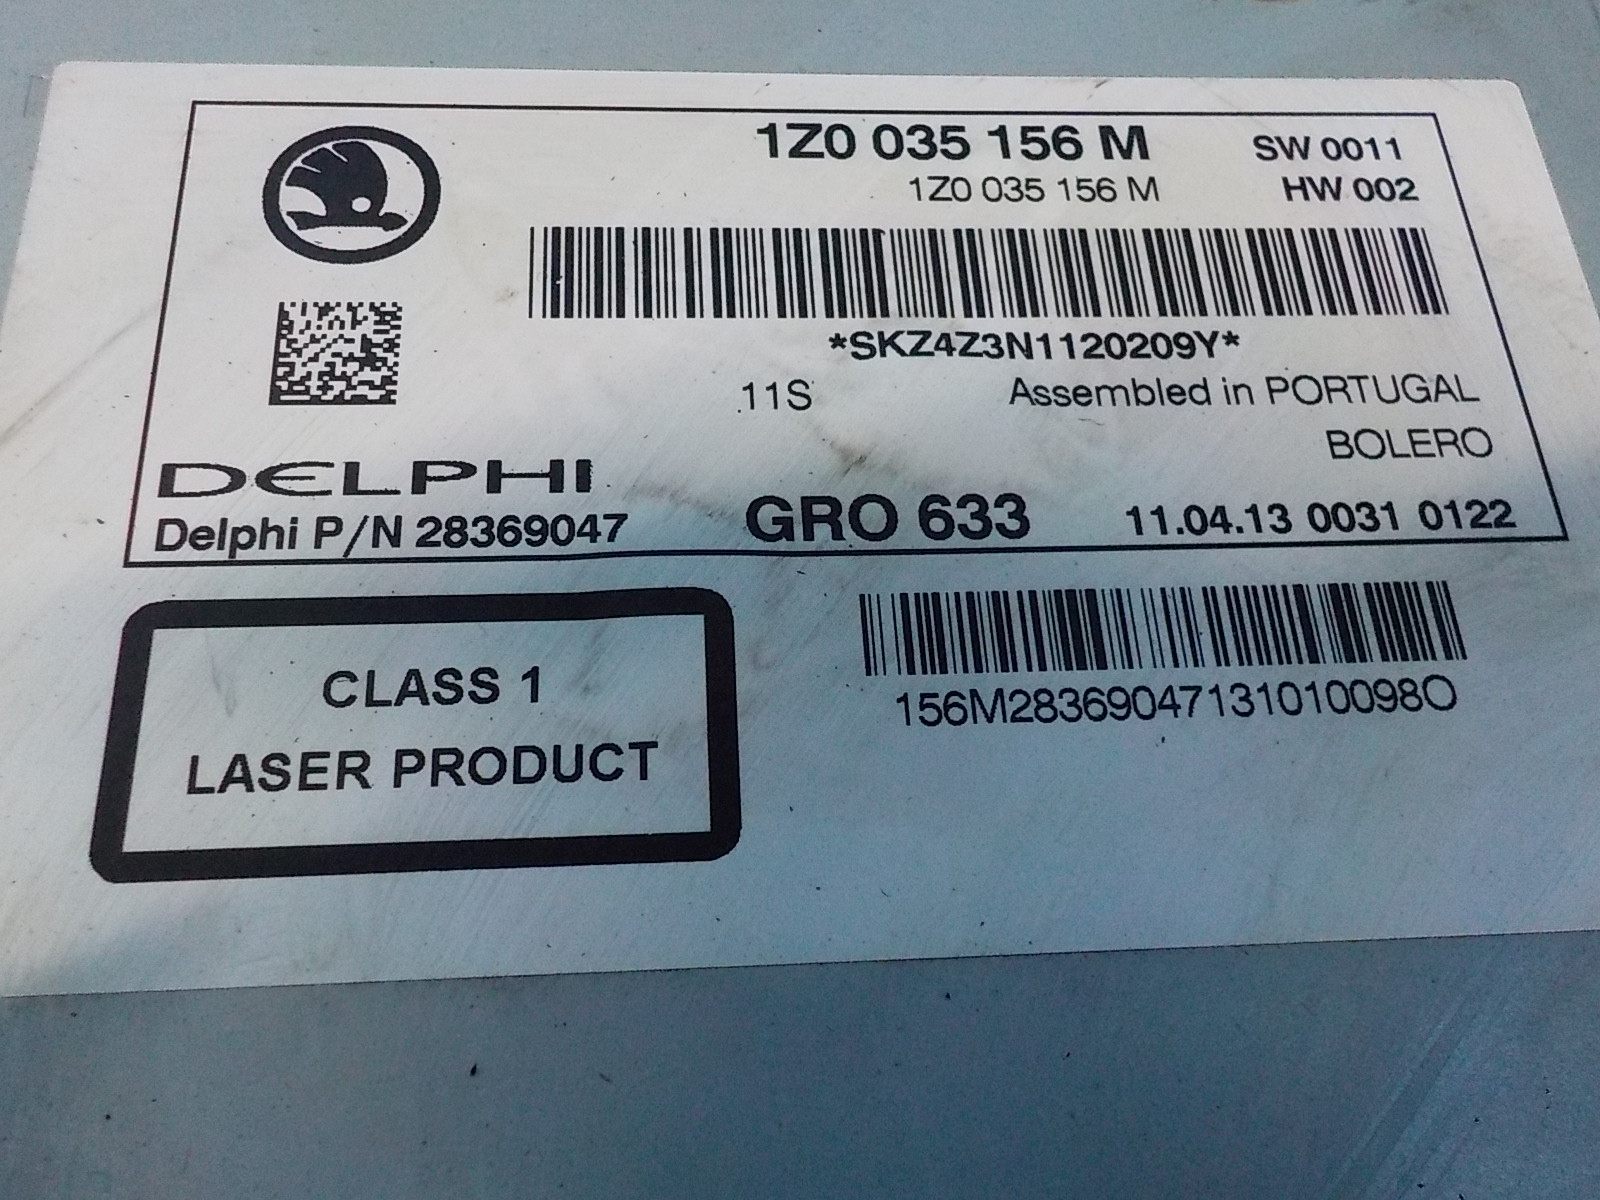 1Z0 035 156 M SW 0011
1Z0 035 156 M HW 002
*SKZ4Z3N1120209Y*
11S Assembled in PORTUGAL
BOLERO
DELPHI
Delphi P/N 28369047 GRO 633 11.04.13 0031 0122
CLASS 1
LASER PRODUCT
156M28369047131010098O